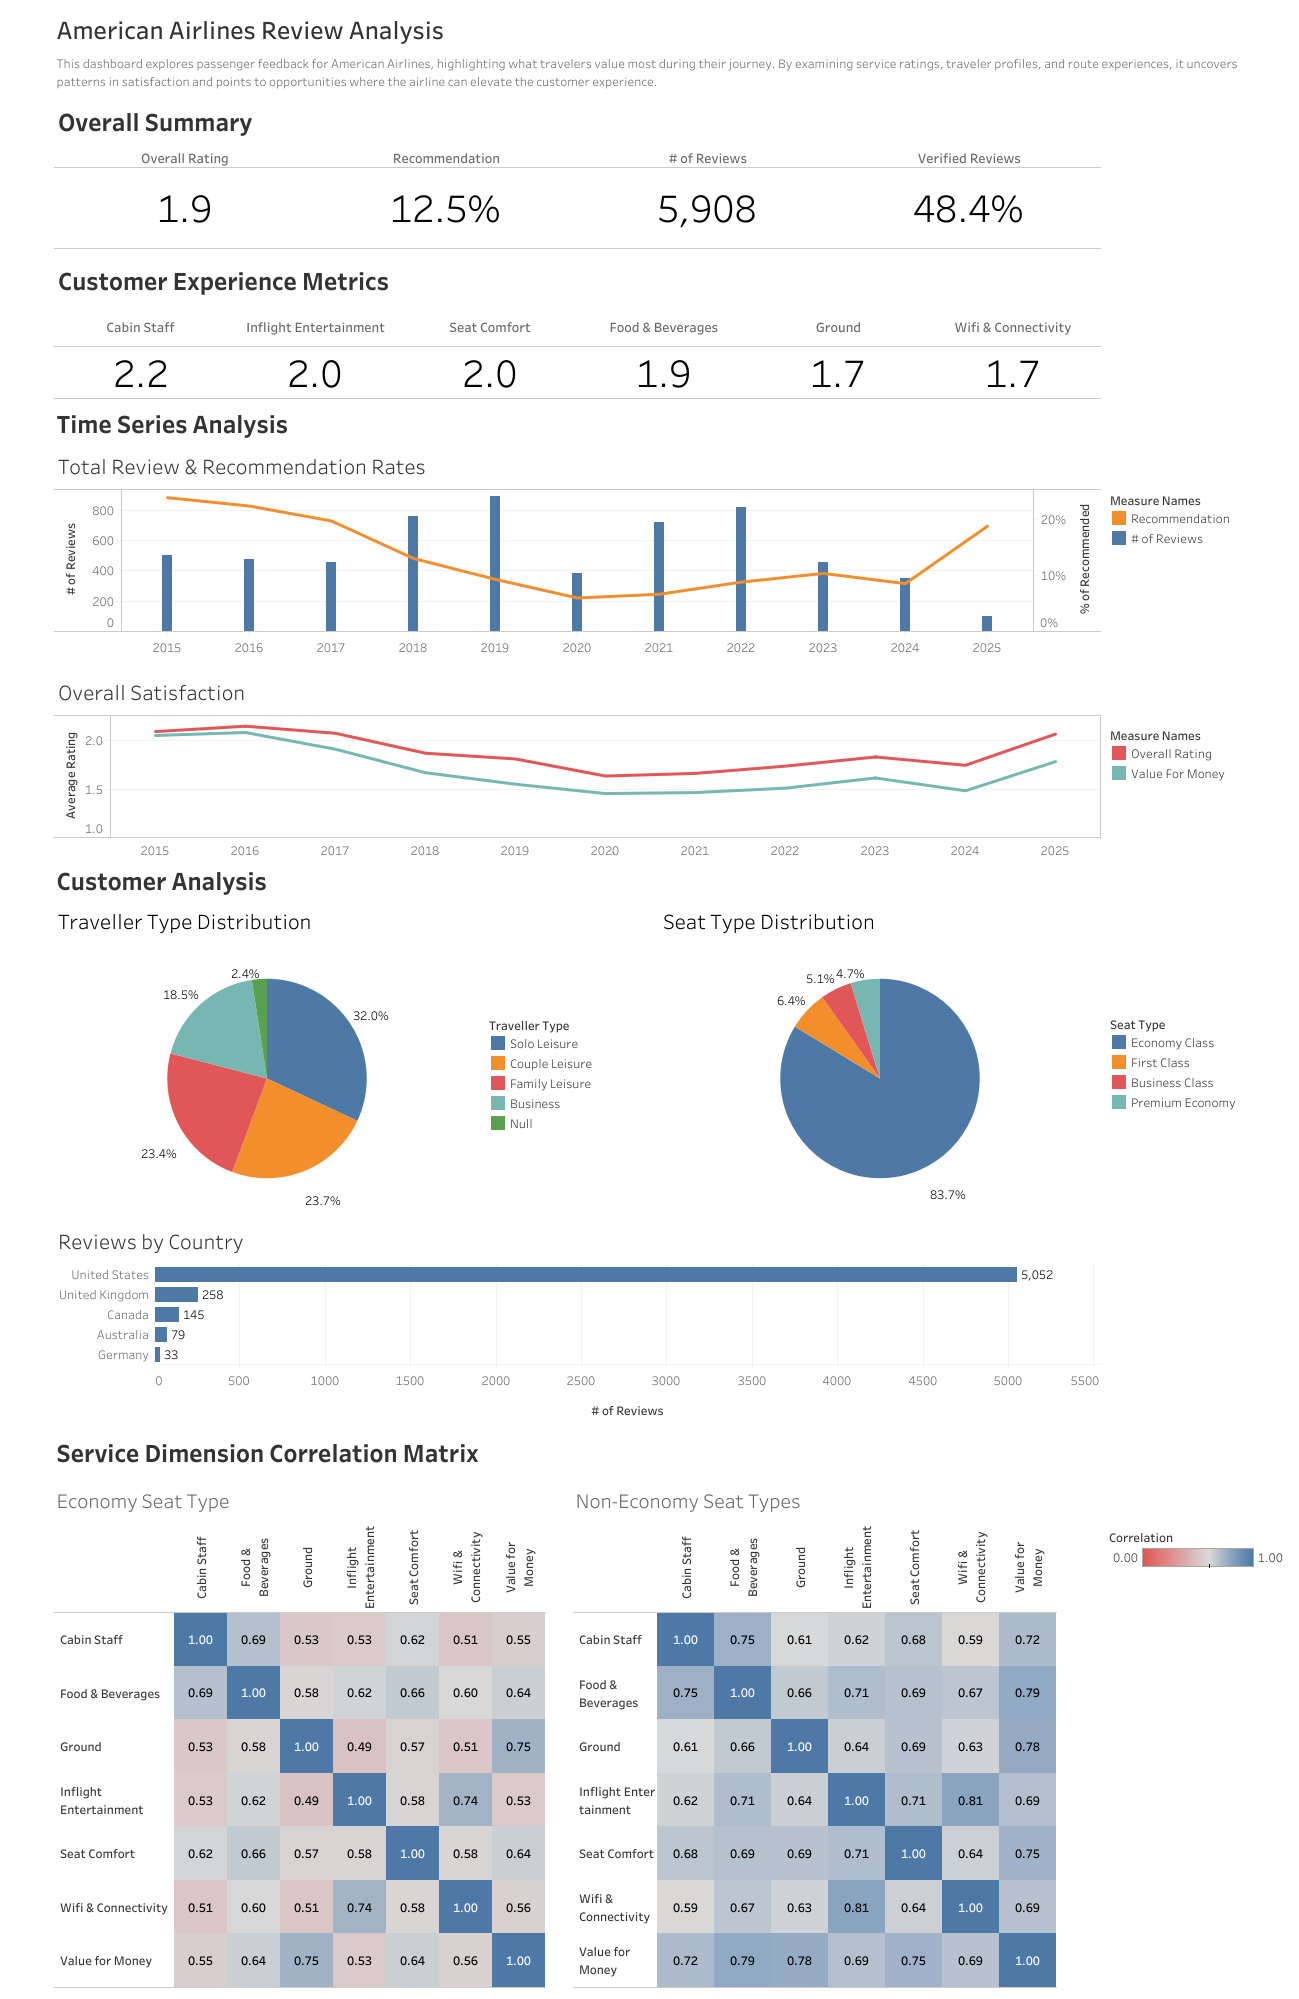 American Airlines Review Analysis
This dashboard explores passenger feedback for American Airlines, highlighting what travelers value most during their journey. By examining service ratings, traveler profiles, and route experiences, it uncovers
patterns in satisfaction and points to opportunities where the airline can elevate the customer experience.
Overall Summary
Overall Rating Recommendation # of Reviews Verified Reviews
1.9 12.5% 5,908 48.4%
Customer Experience Metrics
Cabin Staff Inflight Entertainment Seat Comfort Food & Beverages Ground Wifi & Connectivity
2.2 2.0 2.0 1.9 1.7 1.7
Time Series Analysis
Total Review & Recommendation Rates
# of Reviews
800
600
400
200
0
20%
10%
0%
% of Recommended
2015 2016 2017 2018 2019 2020 2021 2022 2023 2024 2025
Measure Names
Recommendation
# of Reviews
Overall Satisfaction
Average Rating
2.0
1.5
1.0
2015 2016 2017 2018 2019 2020 2021 2022 2023 2024 2025
Measure Names
Overall Rating
Value For Money
Customer Analysis
Traveller Type Distribution
2.4%
18.5%
32.0%
23.4%
23.7%
Traveller Type
Solo Leisure
Couple Leisure
Family Leisure
Business
Null
Seat Type Distribution
5.1% 4.7%
6.4%
83.7%
Seat Type
Economy Class
First Class
Business Class
Premium Economy
Reviews by Country
United States 5,052
United Kingdom 258
Canada 145
Australia 79
Germany 33
0 500 1000 1500 2000 2500 3000 3500 4000 4500 5000 5500
# of Reviews
Service Dimension Correlation Matrix
Economy Seat Type
Cabin Staff
Food &
Beverages
Ground
Inflight
Entertainment
Seat Comfort
Wifi &
Connectivity
Value for
Money
Cabin Staff 1.00 0.69 0.53 0.53 0.62 0.51 0.55
Food & Beverages 0.69 1.00 0.58 0.62 0.66 0.60 0.64
Ground 0.53 0.58 1.00 0.49 0.57 0.51 0.75
Inflight
Entertainment 0.53 0.62 0.49 1.00 0.58 0.74 0.53
Seat Comfort 0.62 0.66 0.57 0.58 1.00 0.58 0.64
Wifi & Connectivity 0.51 0.60 0.51 0.74 0.58 1.00 0.56
Value for Money 0.55 0.64 0.75 0.53 0.64 0.56 1.00
Non-Economy Seat Types
Cabin Staff
Food &
Beverages
Ground
Inflight
Entertainment
Seat Comfort
Wifi &
Connectivity
Value for
Money
Cabin Staff 1.00 0.75 0.61 0.62 0.68 0.59 0.72
Food &
Beverages 0.75 1.00 0.66 0.71 0.69 0.67 0.79
Ground 0.61 0.66 1.00 0.64 0.69 0.63 0.78
Inflight Enter
tainment 0.62 0.71 0.64 1.00 0.71 0.81 0.69
Seat Comfort 0.68 0.69 0.69 0.71 1.00 0.64 0.75
Wifi &
Connectivity 0.59 0.67 0.63 0.81 0.64 1.00 0.69
Value for
Money 0.72 0.79 0.78 0.69 0.75 0.69 1.00
Correlation
0.00 1.00